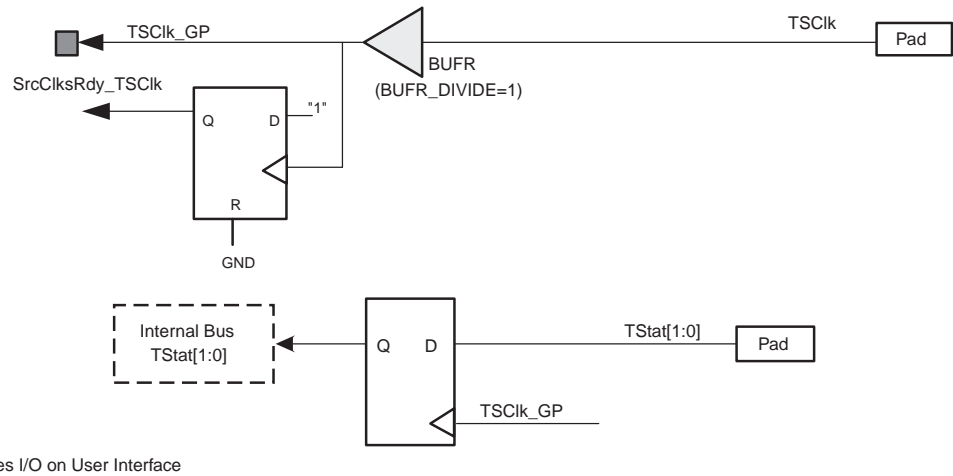 TSClk_GP
TSClk
Pad
BUFR
(BUFR_DIVIDE=1)
SrcClksRdy_TSClk
"1"
Q
D
R
GND
Internal Bus
TStat[1:0]
Q
D
TStat[1:0]
Pad
TSClk_GP
es I/O on User Interface